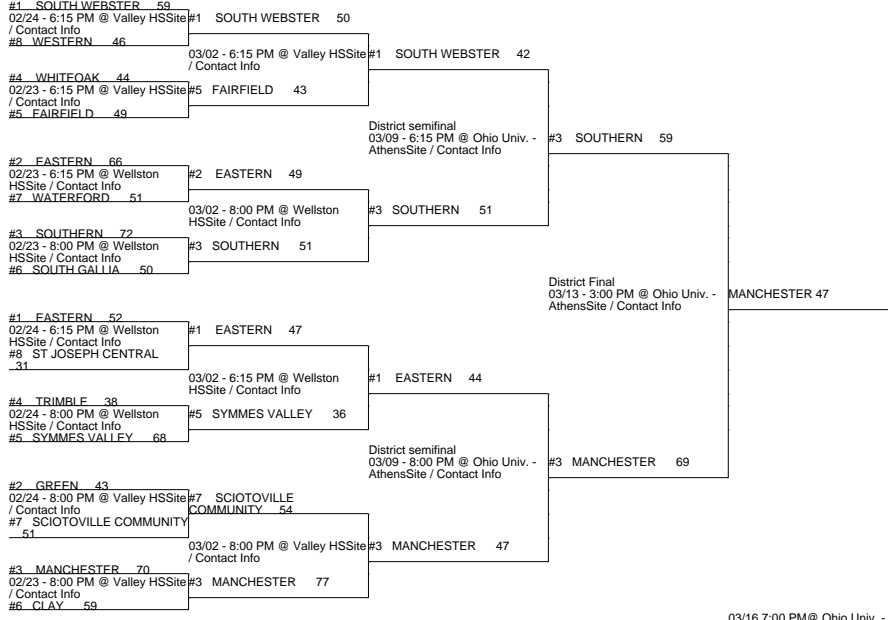 #1 SOUTH WEBSTER 59
02/24 - 6:15 PM @ Valley HSSite
/ Contact Info
#8 WESTERN 46
#4 WHITEOAK 44
02/23 - 6:15 PM @ Valley HSSite
/ Contact Info
#5 FAIRFIELD 49
#2 EASTERN 66
02/23 - 6:15 PM @ Wellston
HSSite / Contact Info
#7 WATERFORD 51
#3 SOUTHERN 72
02/23 - 8:00 PM @ Wellston
HSSite / Contact Info
#6 SOUTH GALLIA 50
#1 EASTERN 52
02/24 - 6:15 PM @ Wellston
HSSite / Contact Info
#8 ST JOSEPH CENTRAL
31
#4 TRIMBLE 38
02/24 - 8:00 PM @ Wellston
HSSite / Contact Info
#5 SYMMES VALLEY 68
#2 GREEN 43
02/24 - 8:00 PM @ Valley HSSite
/ Contact Info
#7 SCIOTOVILLE COMMUNITY
51
#3 MANCHESTER 70
02/23 - 8:00 PM @ Valley HSSite
/ Contact Info
#6 CLAY 59
#1 SOUTH WEBSTER 50
03/02 - 6:15 PM @ Valley HSSite
/ Contact Info
#5 FAIRFIELD 43
#2 EASTERN 49
03/02 - 8:00 PM @ Wellston
HSSite / Contact Info
#3 SOUTHERN 51
#1 EASTERN 47
03/02 - 6:15 PM @ Wellston
HSSite / Contact Info
#5 SYMMES VALLEY 36
#7 SCIOTOVILLE
COMMUNITY 54
03/02 - 8:00 PM @ Valley HSSite
/ Contact Info
#3 MANCHESTER 77
#1 SOUTH WEBSTER 42
District semifinal
03/09 - 6:15 PM @ Ohio Univ. -
AthensSite / Contact Info
#3 SOUTHERN 51
#1 EASTERN 44
District semifinal
03/09 - 8:00 PM @ Ohio Univ. -
AthensSite / Contact Info
#3 MANCHESTER 47
#3 SOUTHERN 59
District Final
03/13 - 3:00 PM @ Ohio Univ. -
AthensSite / Contact Info
#3 MANCHESTER 69
MANCHESTER 47
03/16 7:00 PM@ Ohio Univ. -